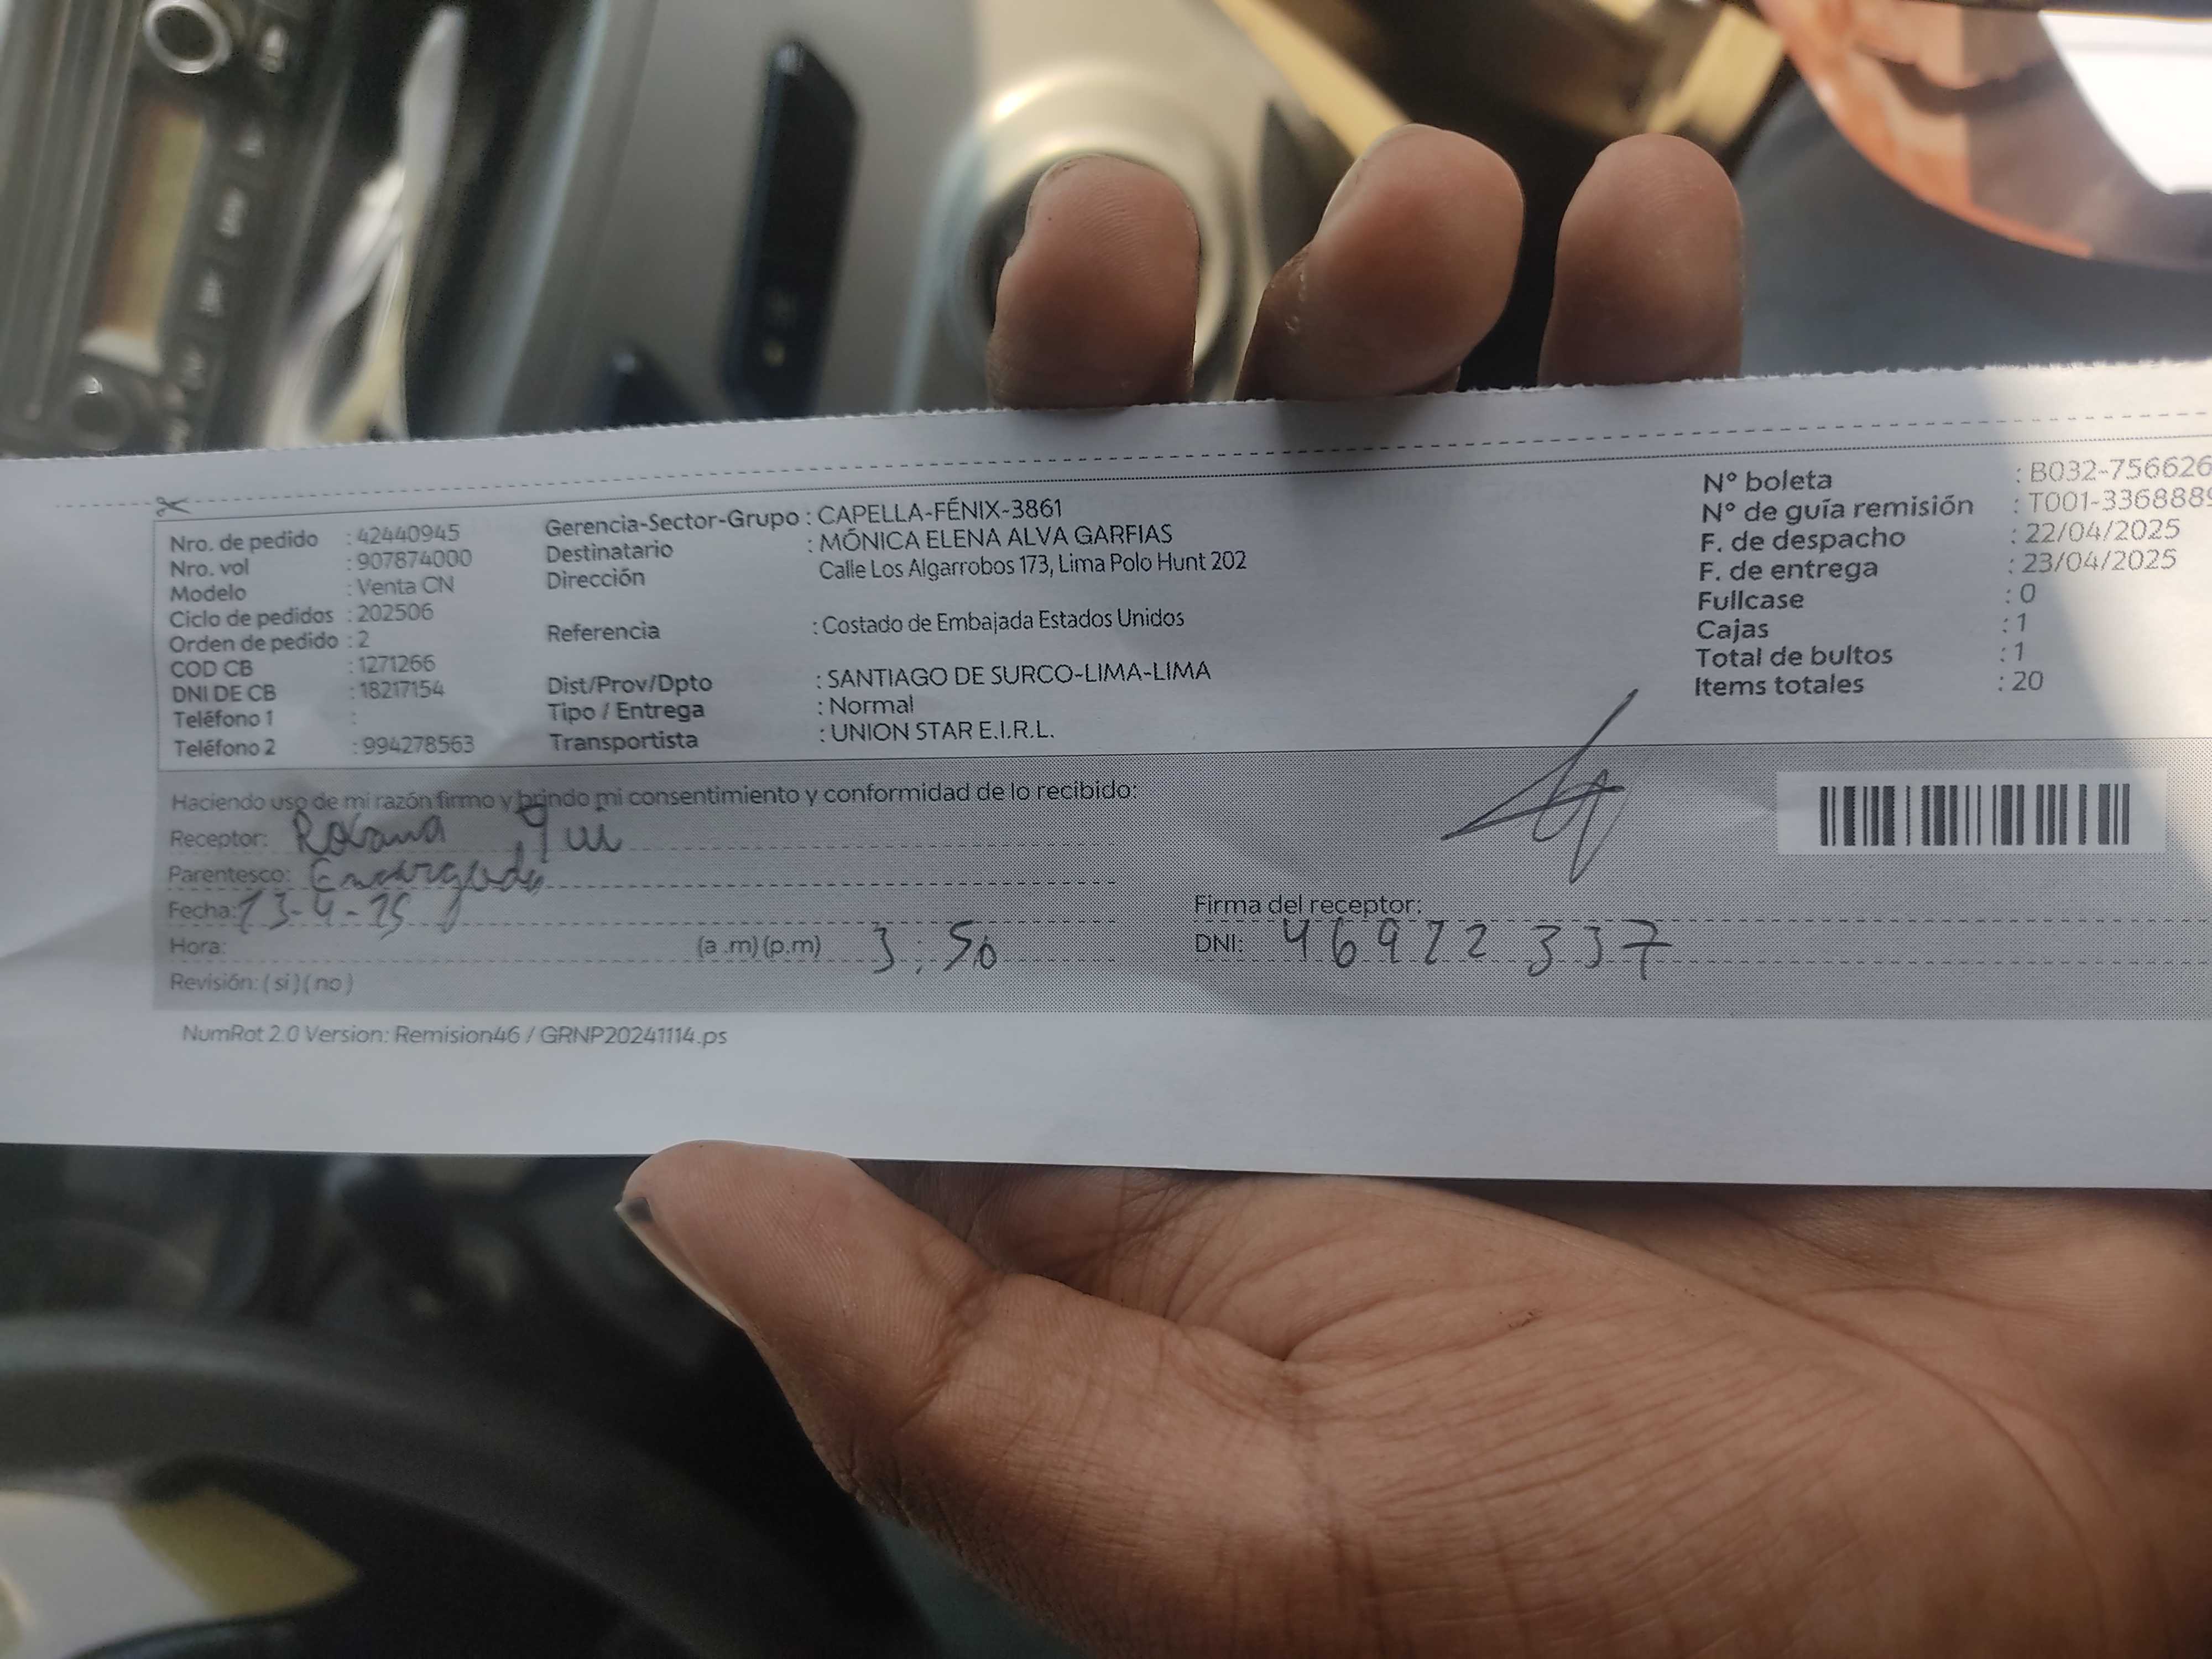 Nro. de pedido : 42440945
Nro. vol : 907874000
Modelo : Venta CN
Ciclo de pedidos : 202506
Orden de pedido : 2
COD CB : 1271266
DNI DE CB : 18217154
Teléfono 1 :
Teléfono 2 : 994278563
Gerencia-Sector-Grupo : CAPELLA-FÉNIX-3861
Destinatario : MÓNICA ELENA ALVA GARFIAS
Dirección Calle Los Algarrobos 173, Lima Polo Hunt 202
Referencia : Costado de Embajada Estados Unidos
Dist/Prov/Dpto : SANTIAGO DE SURCO-LIMA-LIMA
Tipo / Entrega : Normal
Transportista : UNION STAR E.I.R.L.
N° boleta : B032-756626
N° de guía remisión : T001-3368889
F. de despacho : 22/04/2025
F. de entrega : 23/04/2025
Fullcase : 0
Cajas : 1
Total de bultos : 1
Items totales : 20
Haciendo uso de mi razón firmo y brindo mi consentimiento y conformidad de lo recibido:
Receptor:
Parentesco: Encargado
Fecha:
Hora: (a .m) (p.m) 3:50
Revisión: ( si ) ( no )
Firma del receptor:
DNI: 46922337
NumRot 2.0 Version: Remision46 / GRNP20241114.ps